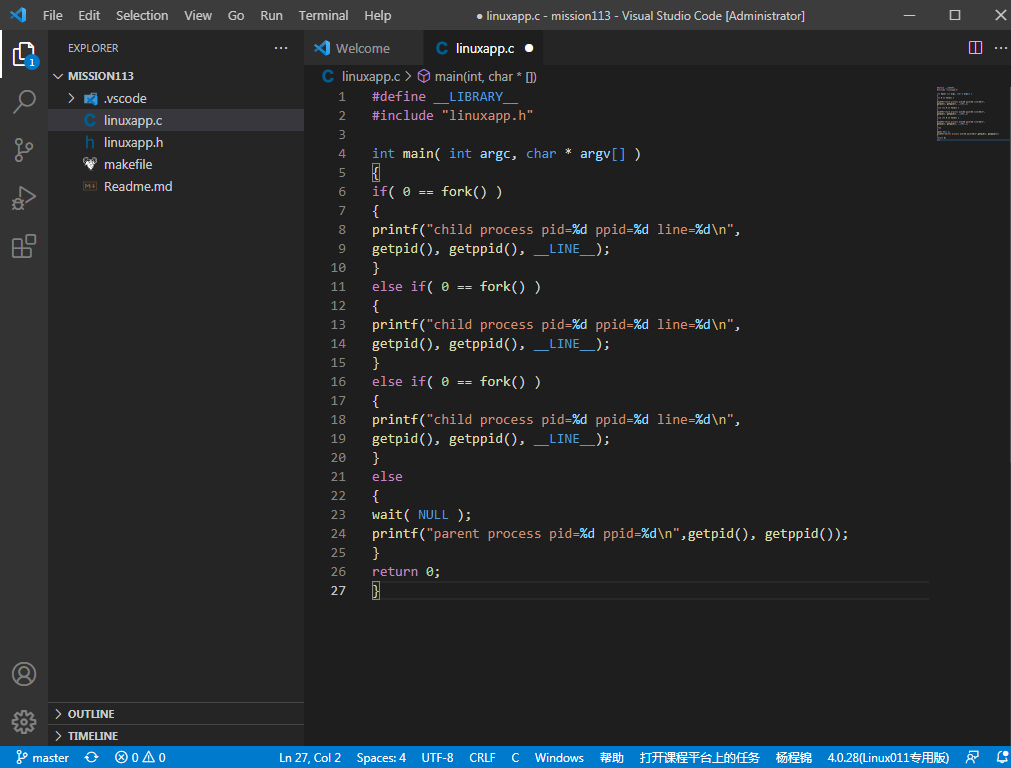 File Edit Selection View Go Run Terminal Help ● linuxapp.c - mission113 - Visual Studio Code [Administrator]
EXPLORER
MISSION113
.vscode
C linuxapp.c
h linuxapp.h
makefile
Readme.md
OUTLINE
TIMELINE
1
Welcome C linuxapp.c
C linuxapp.c > main(int, char * [])
1 #define __LIBRARY__
2 #include "linuxapp.h"
3
4 int main( int argc, char * argv[] )
5 {
6 if( 0 == fork() )
7 {
8 printf("child process pid=%d ppid=%d line=%d\n",
9 getpid(), getppid(), __LINE__);
10 }
11 else if( 0 == fork() )
12 {
13 printf("child process pid=%d ppid=%d line=%d\n",
14 getpid(), getppid(), __LINE__);
15 }
16 else if( 0 == fork() )
17 {
18 printf("child process pid=%d ppid=%d line=%d\n",
19 getpid(), getppid(), __LINE__);
20 }
21 else
22 {
23 wait( NULL );
24 printf("parent process pid=%d ppid=%d\n",getpid(), getppid());
25 }
26 return 0;
27 }
master 0 0 Ln 27, Col 2 Spaces: 4 UTF-8 CRLF C Windows 帮助 打开课程平台上的任务 杨程锦 4.0.28(Linux011专用版)